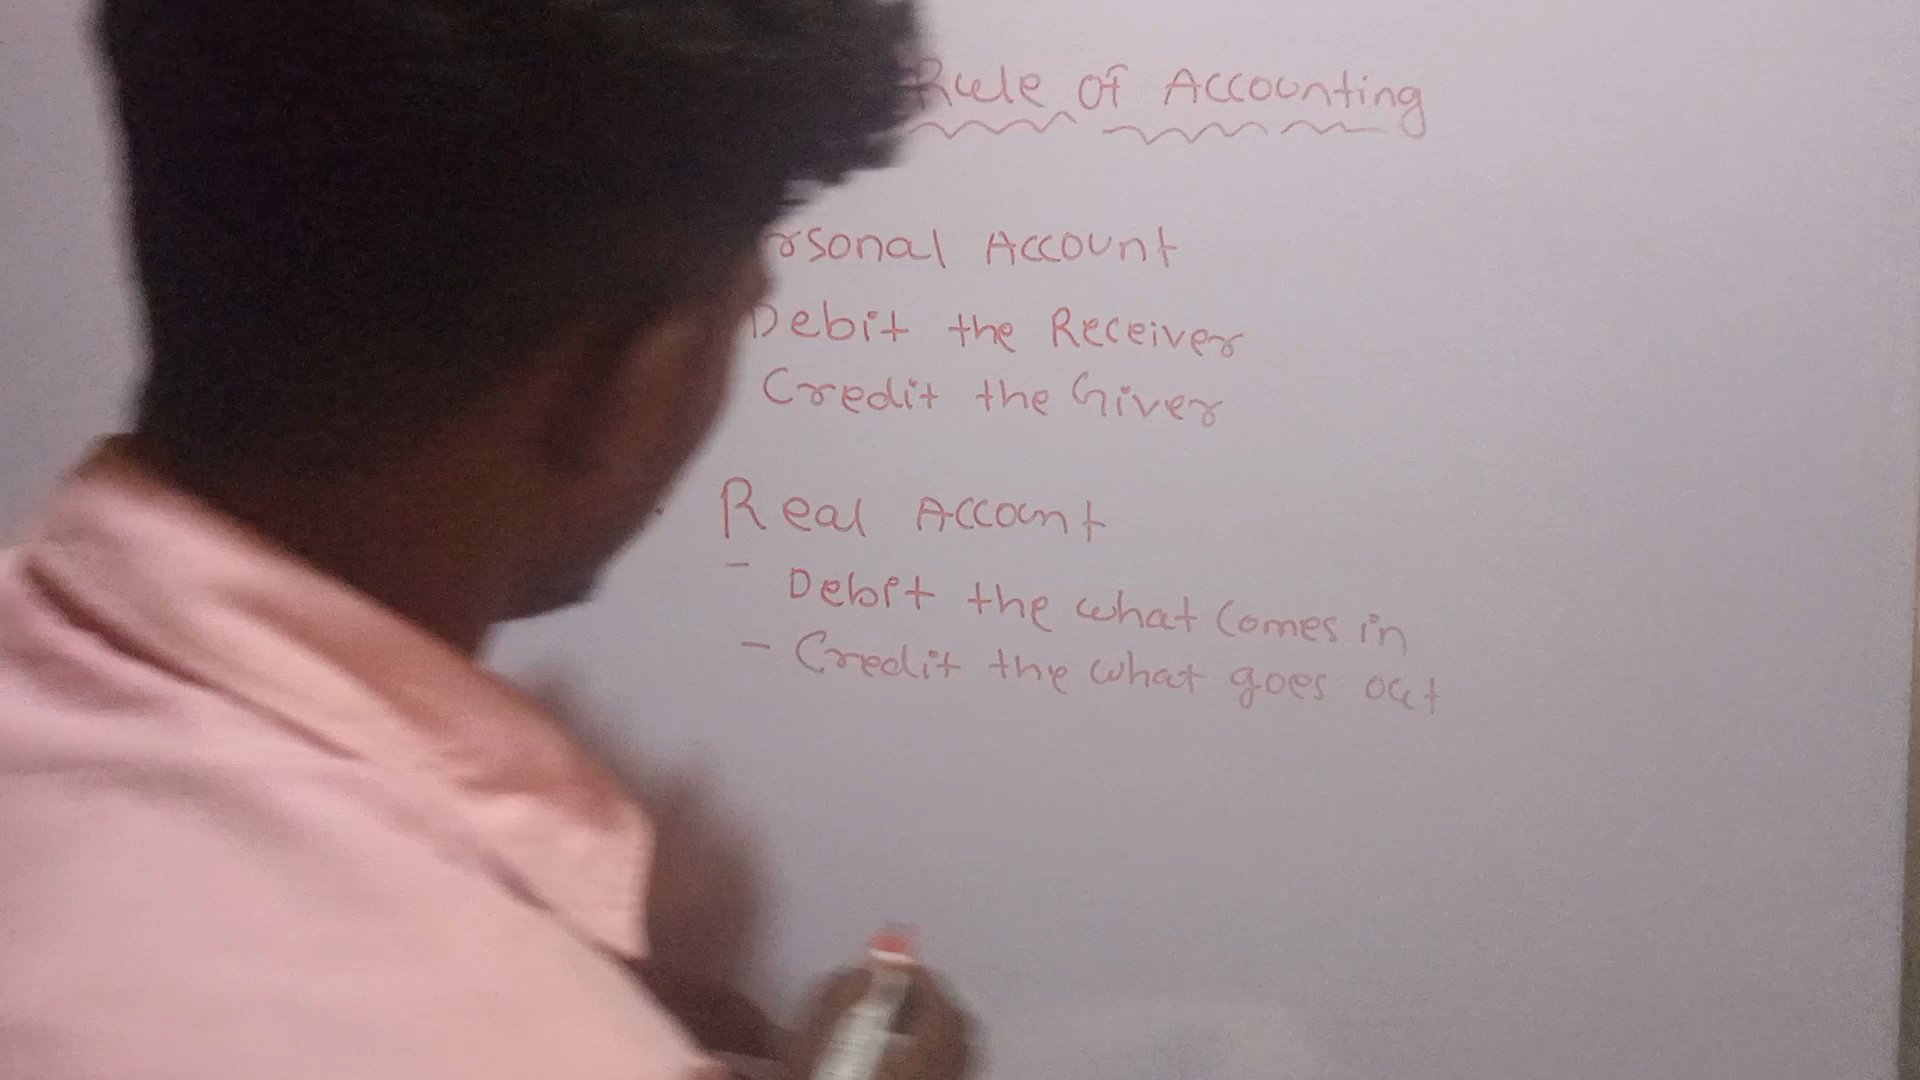 Rule of Accounting
rsonal Account
Debit the Receiver
Credit the Giver
Real Account
- Debit the what comes in
- Credit the what goes out